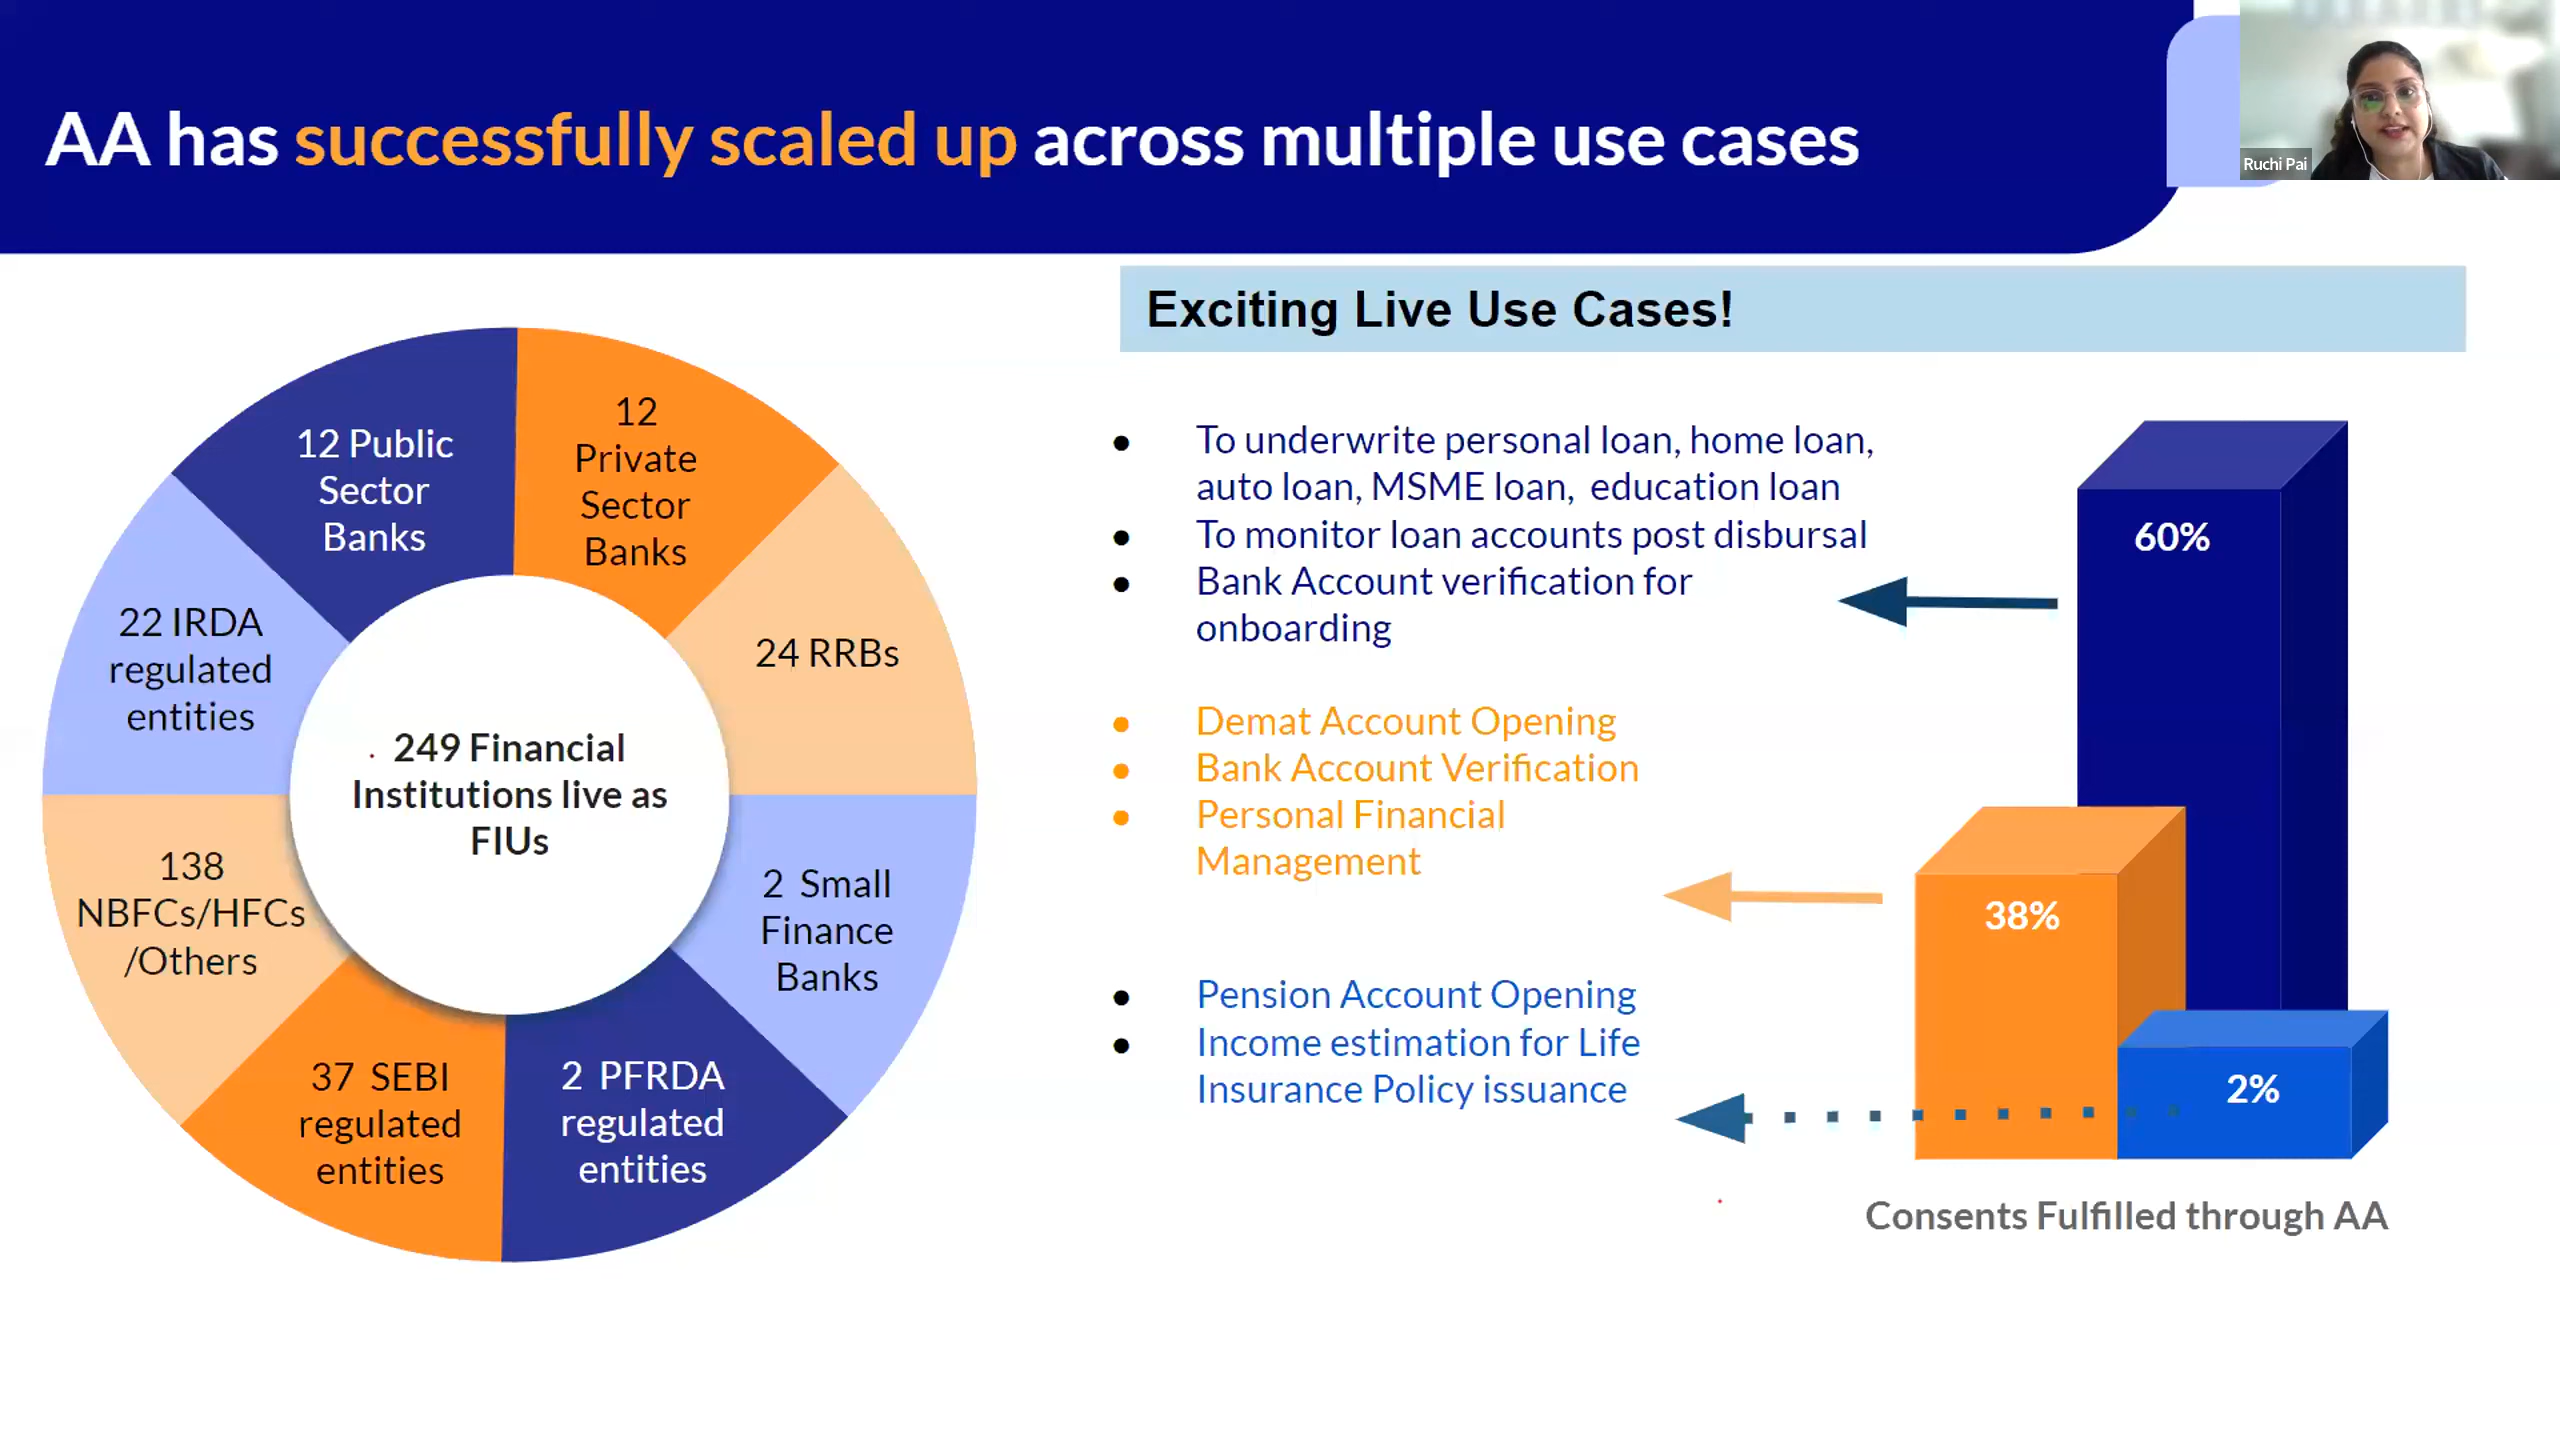 AA has successfully scaled up across multiple use cases
Ruchi Pai
Exciting Live Use Cases!
12 Public
Sector
Banks
12
Private
Sector
Banks
24 RRBs
2 Small
Finance
Banks
2 PFRDA
regulated
entities
37 SEBI
regulated
entities
138
NBFCs/HFCs
/Others
22 IRDA
regulated
entities
249 Financial
Institutions live as
FIUs
● To underwrite personal loan, home loan,
auto loan, MSME loan, education loan
● To monitor loan accounts post disbursal
● Bank Account verification for
onboarding
● Demat Account Opening
● Bank Account Verification
● Personal Financial
Management
● Pension Account Opening
● Income estimation for Life
Insurance Policy issuance
60%
38%
2%
Consents Fulfilled through AA